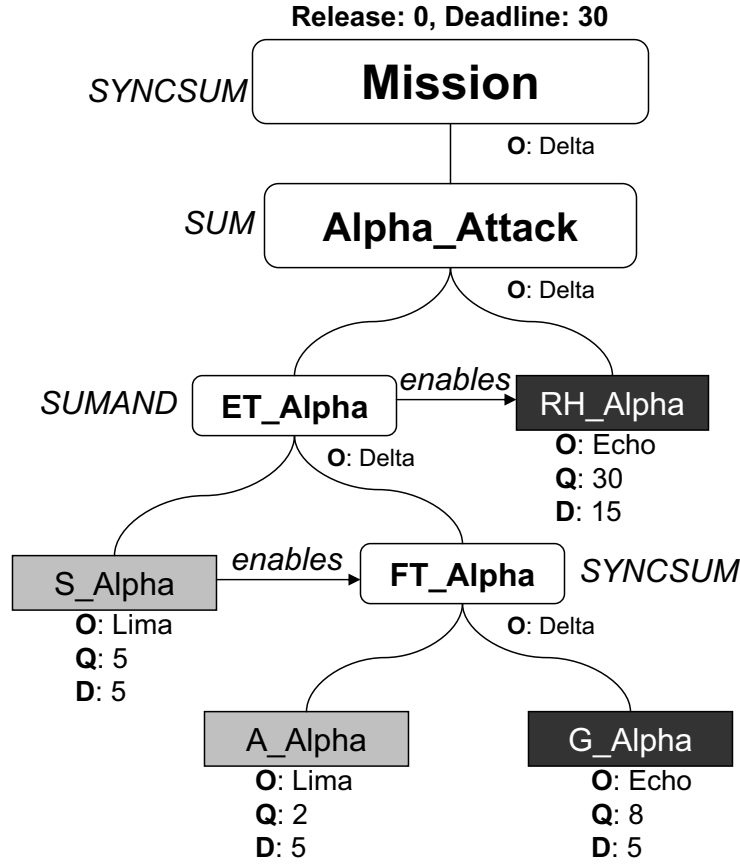 Release: 0, Deadline: 30
SYNCSUM
Mission
O: Delta
SUM
Alpha_Attack
O: Delta
SUMAND
ET_Alpha
enables
RH_Alpha
O: Delta
O: Echo
Q: 30
D: 15
S_Alpha
enables
FT_Alpha
SYNCSUM
O: Lima
Q: 5
D: 5
O: Delta
A_Alpha
O: Lima
Q: 2
D: 5
G_Alpha
O: Echo
Q: 8
D: 5